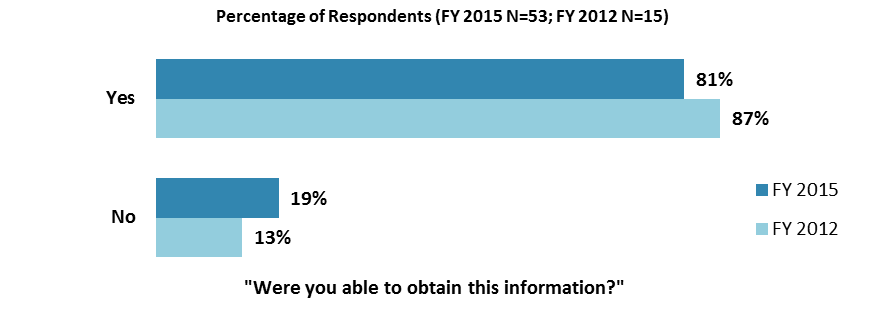 Percentage of Respondents (FY 2015 N=53; FY 2012 N=15)
Yes
81%
87%
No
19%
13%
FY 2015
FY 2012
"Were you able to obtain this information?"